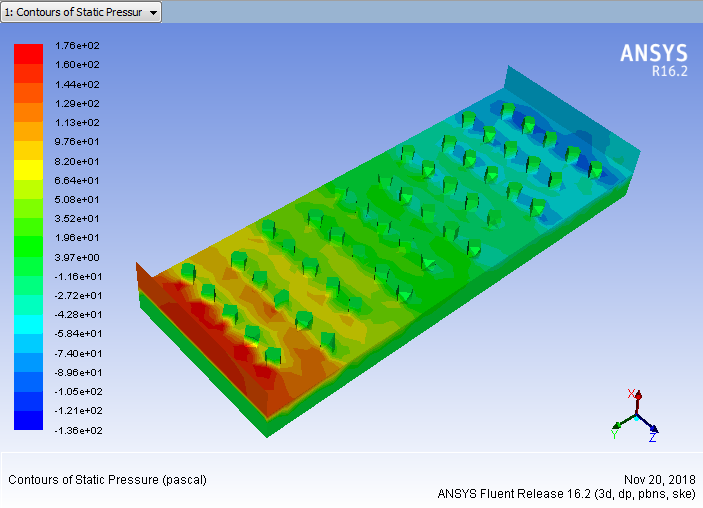 1: Contours of Static Pressur
ANSYS
R16.2
1.76e+02
1.60e+02
1.44e+02
1.29e+02
1.13e+02
9.76e+01
8.20e+01
6.64e+01
5.08e+01
3.52e+01
1.96e+01
3.97e+00
-1.16e+01
-2.72e+01
-4.28e+01
-5.84e+01
-7.40e+01
-8.96e+01
-1.05e+02
-1.21e+02
-1.36e+02
X
Y
Z
Contours of Static Pressure (pascal)
Nov 20, 2018
ANSYS Fluent Release 16.2 (3d, dp, pbns, ske)